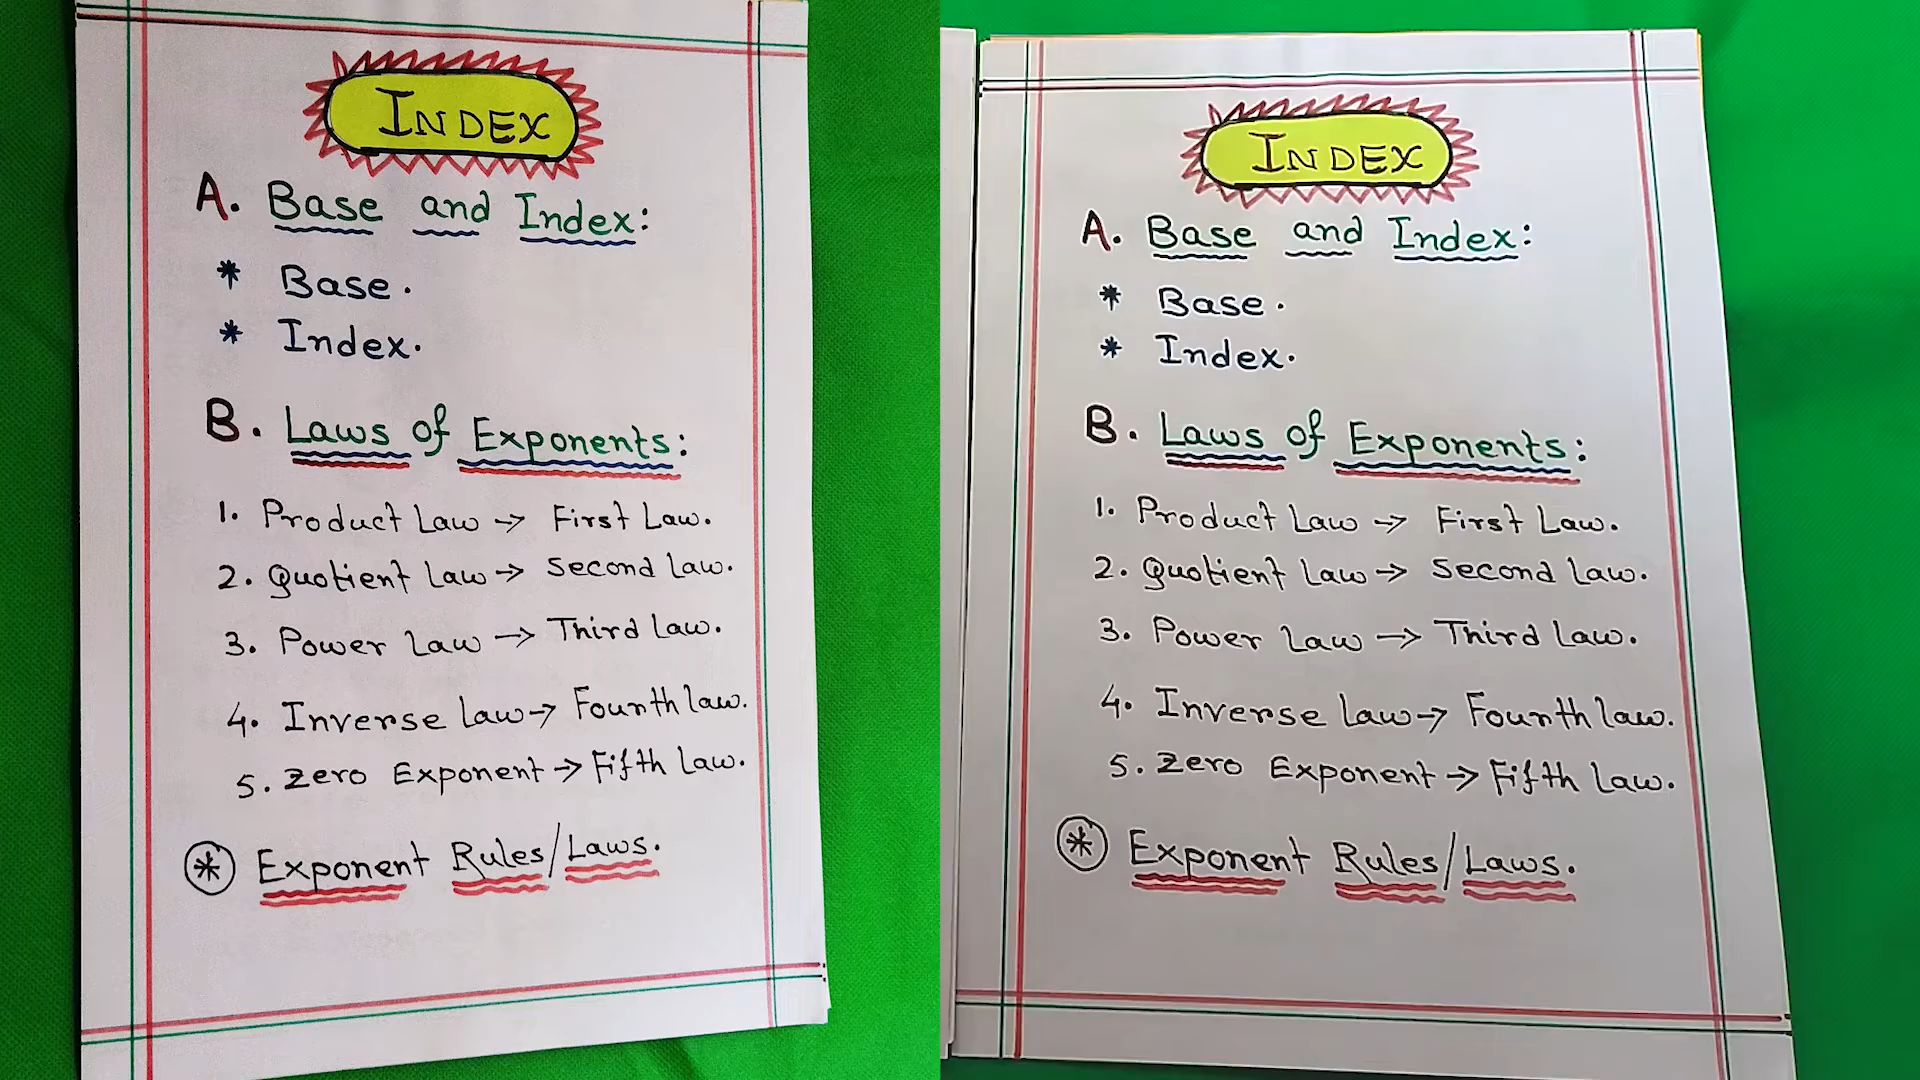 INDEX
A. Base and Index:
* Base.
* Index.
B. Laws of Exponents:
1. Product Law → First Law.
2. Quotient Law → Second Law.
3. Power Law → Third Law.
4. Inverse Law → Fourth Law.
5. Zero Exponent → Fifth Law.
* Exponent Rules/Laws.
INDEX
A. Base and Index:
* Base.
* Index.
B. Laws of Exponents:
1. Product Law → First Law.
2. Quotient Law → Second Law.
3. Power Law → Third Law.
4. Inverse Law → Fourth Law.
5. Zero Exponent → Fifth Law.
* Exponent Rules/Laws.